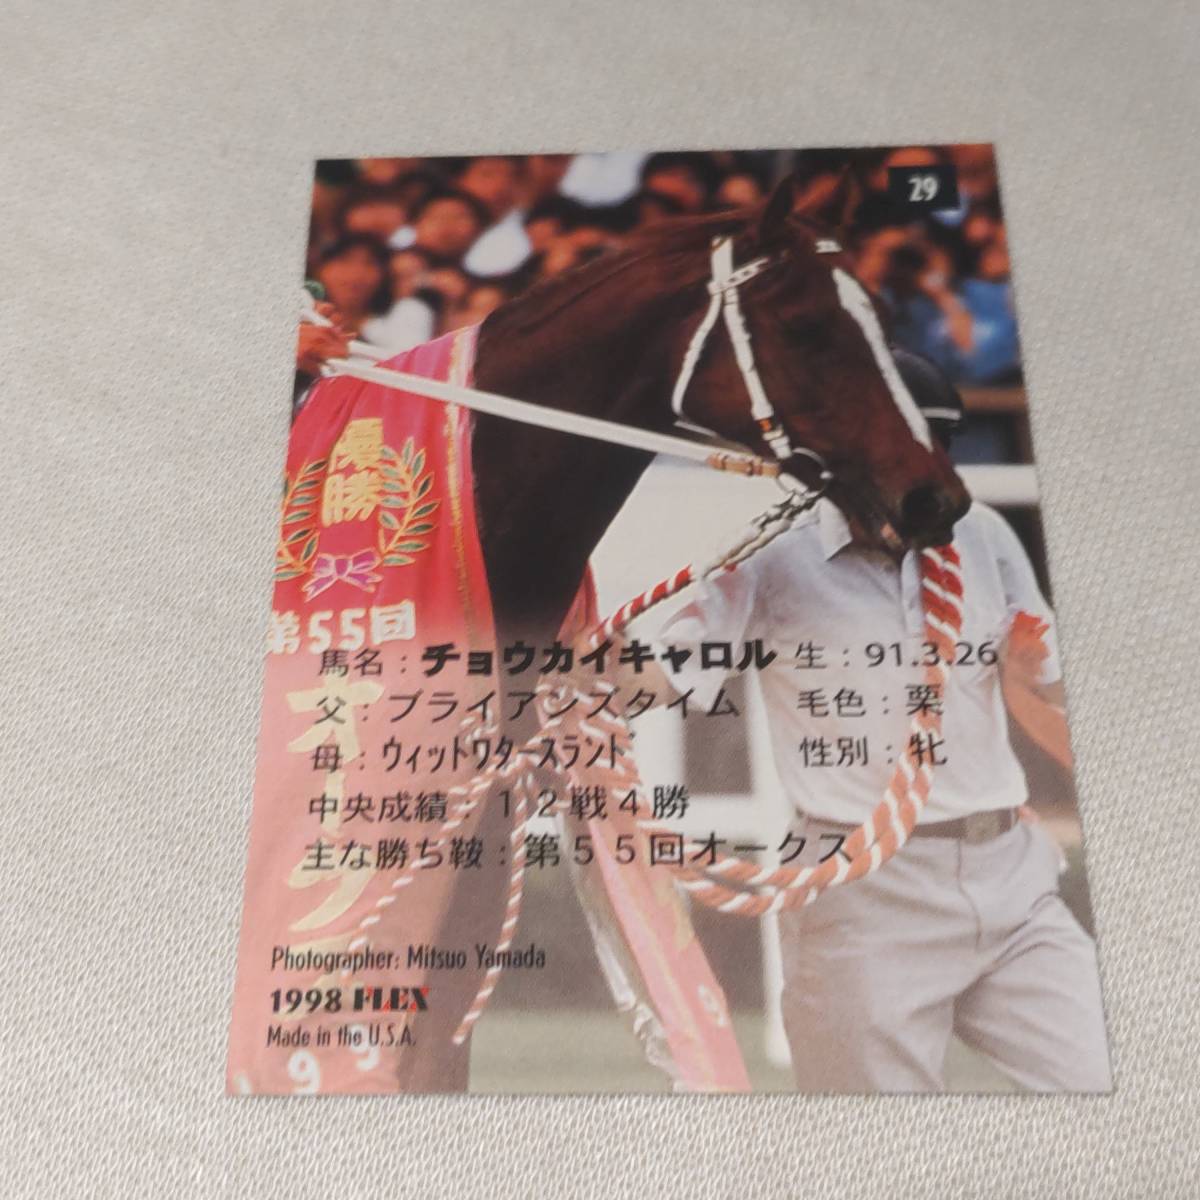 29
優勝
第55回
オークス
馬名：チョウカイキャロル 生：91.3.26
父：ブライアンズタイム 毛色：栗
母：ウィットワタースランド 性別：牝
中央成績：１２戦４勝
主な勝ち鞍：第５５回オークス
Photographer: Mitsuo Yamada
1998 FLEX
Made in the U.S.A.